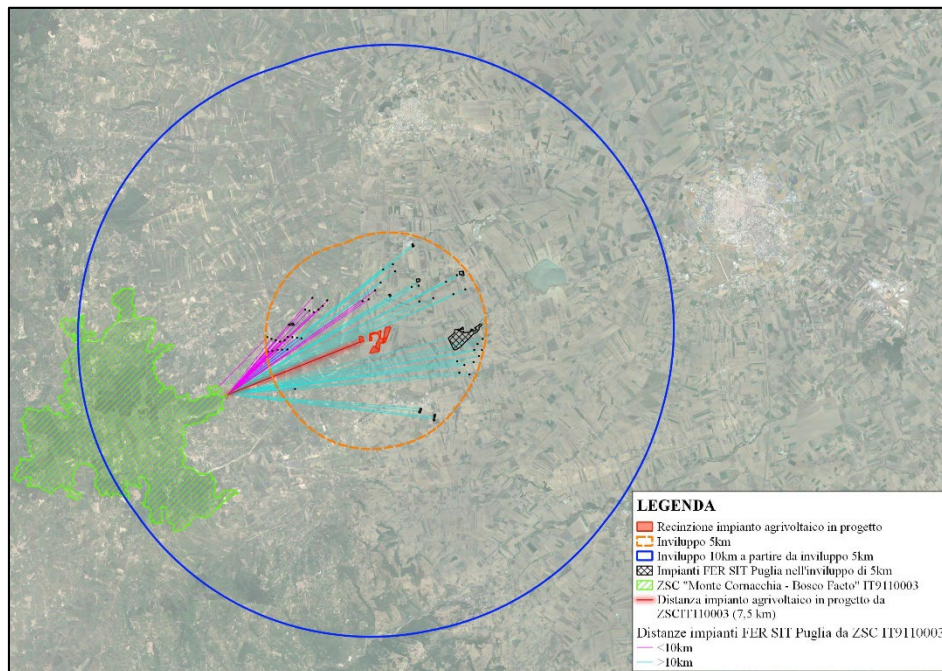 LEGENDA
Recinzione impianto agrivoltaico in progetto
Inviluppo 5km
Inviluppo 10km a partire da inviluppo 5km
Impianti FER SIT Puglia nell'inviluppo di 5km
ZSC "Monte Cornacchia - Bosco Faeto" IT9110003
Distanza impianto agrivoltaico in progetto da
ZSCIT110003 (7,5 km)
Distanze impianti FER SIT Puglia da ZSC IT9110003
<10km
>10km